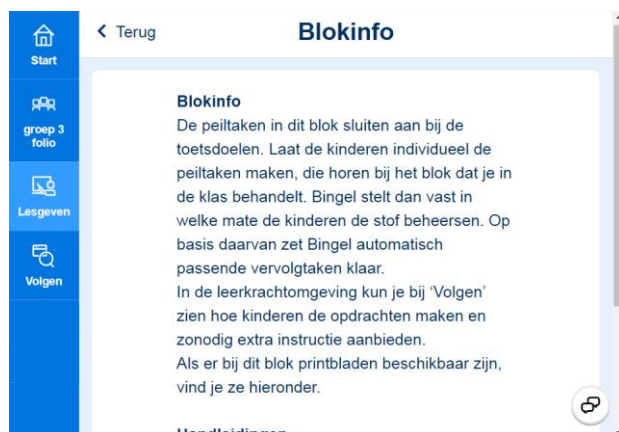 Start
groep 3
folio
Lesgeven
Volgen
Terug
Blokinfo
Blokinfo
De peiltaken in dit blok sluiten aan bij de
toetsdoelen. Laat de kinderen individueel de
peiltaken maken, die horen bij het blok dat je in
de klas behandelt. Bingel stelt dan vast in
welke mate de kinderen de stof beheersen. Op
basis daarvan zet Bingel automatisch
passende vervolgtaken klaar.
In de leerkrachtomgeving kun je bij ‘Volgen’
zien hoe kinderen de opdrachten maken en
zonodig extra instructie aanbieden.
Als er bij dit blok printbladen beschikbaar zijn,
vind je ze hieronder.
Handleidingen